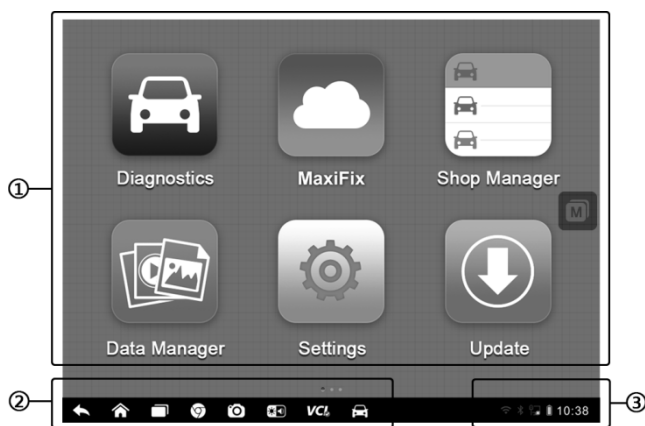 ①
Diagnostics MaxiFix Shop Manager
M
Data Manager Settings Update
②
VCI
10:38
③